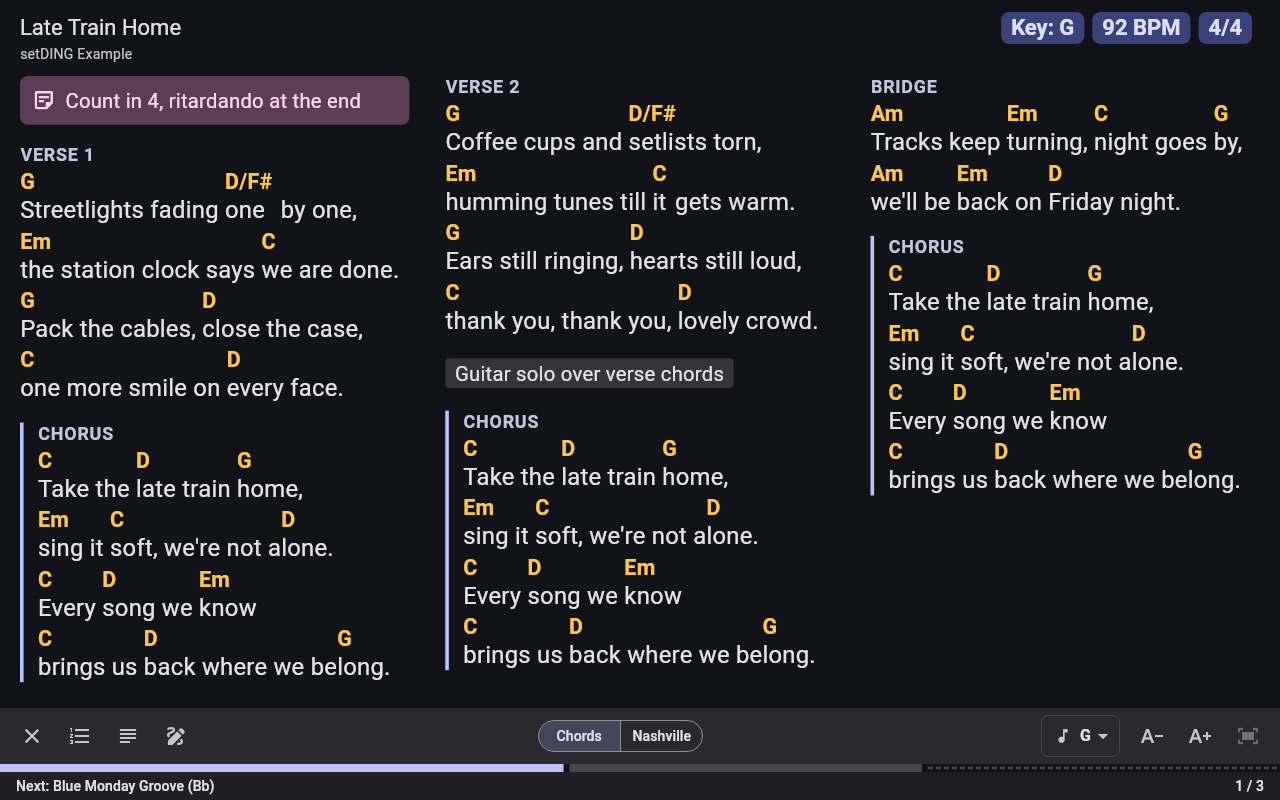 Late Train Home
setDING Example
Key: G 92 BPM 4/4
Count in 4, ritardando at the end
VERSE 1
G D/F#
Streetlights fading one by one,
Em C
the station clock says we are done.
G D
Pack the cables, close the case,
C D
one more smile on every face.
CHORUS
C D G
Take the late train home,
Em C D
sing it soft, we're not alone.
C D Em
Every song we know
C D G
brings us back where we belong.
VERSE 2
G D/F#
Coffee cups and setlists torn,
Em C
humming tunes till it gets warm.
G D
Ears still ringing, hearts still loud,
C D
thank you, thank you, lovely crowd.
Guitar solo over verse chords
CHORUS
C D G
Take the late train home,
Em C D
sing it soft, we're not alone.
C D Em
Every song we know
C D G
brings us back where we belong.
BRIDGE
Am Em C G
Tracks keep turning, night goes by,
Am Em D
we'll be back on Friday night.
CHORUS
C D G
Take the late train home,
Em C D
sing it soft, we're not alone.
C D Em
Every song we know
C D G
brings us back where we belong.
Chords Nashville
G A− A+
Next: Blue Monday Groove (Bb) 1 / 3